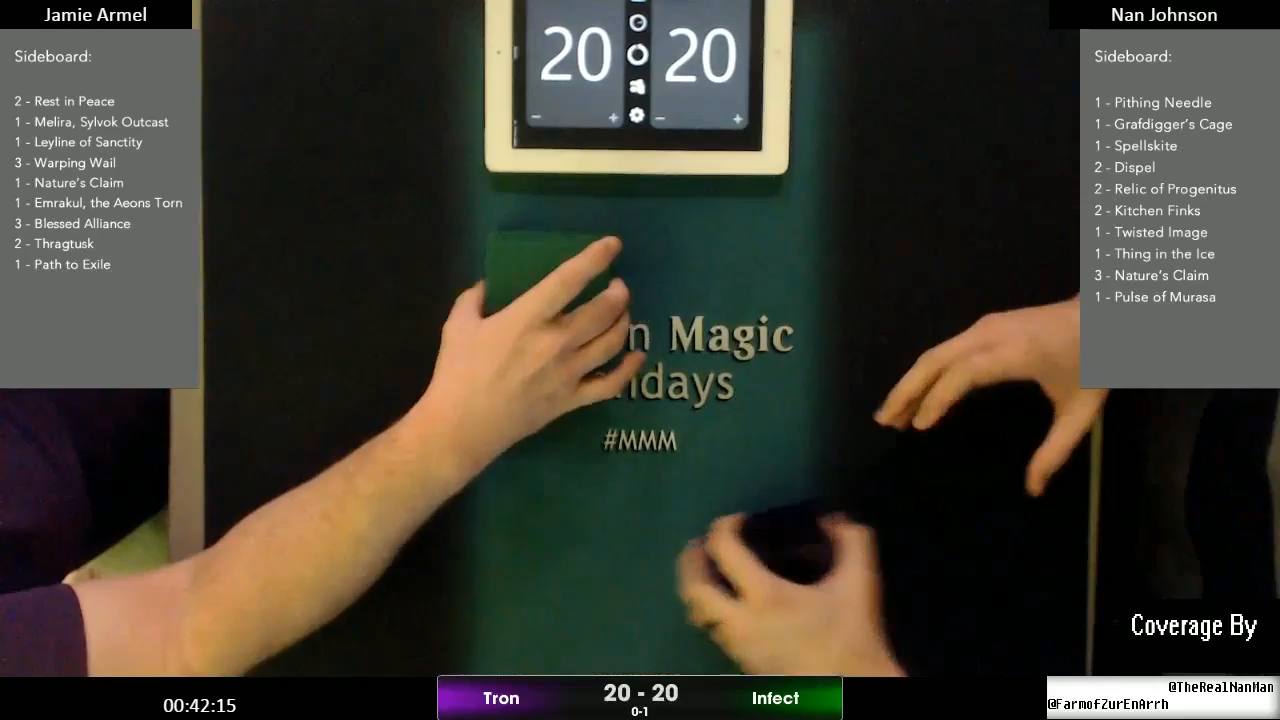 Jamie Armel
Sideboard:
2 - Rest in Peace
1 - Melira, Sylvok Outcast
1 - Leyline of Sanctity
3 - Warping Wail
1 - Nature's Claim
1 - Emrakul, the Aeons Torn
3 - Blessed Alliance
2 - Thragtusk
1 - Path to Exile
20 20
- + - +
n Magic
ndays
#MMM
Nan Johnson
Sideboard:
1 - Pithing Needle
1 - Grafdigger's Cage
1 - Spellskite
2 - Dispel
2 - Relic of Progenitus
2 - Kitchen Finks
1 - Twisted Image
1 - Thing in the Ice
3 - Nature's Claim
1 - Pulse of Murasa
Coverage By
@TheRealNanMan
@FarmofZurEnArrh
00:42:15
Tron 20 - 20 Infect
0-1